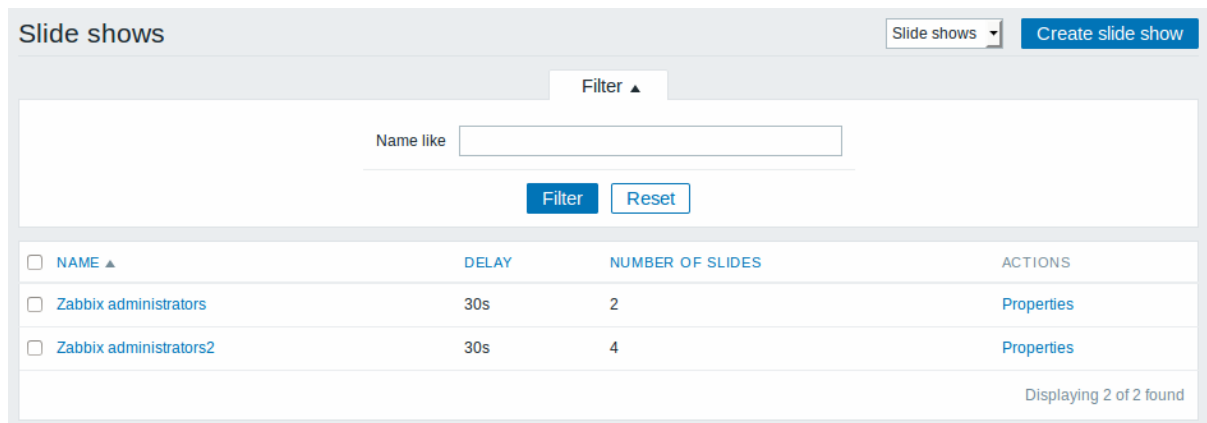 Slide shows
Slide shows
Create slide show
Filter ▲
Name like
Filter
Reset
NAME ▲ DELAY NUMBER OF SLIDES ACTIONS
Zabbix administrators 30s 2 Properties
Zabbix administrators2 30s 4 Properties
Displaying 2 of 2 found